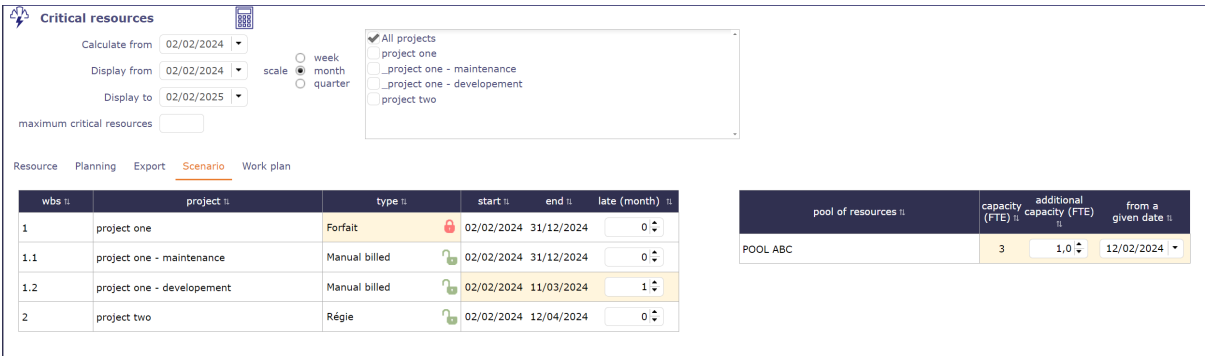 Critical resources
Calculate from 02/02/2024
Display from 02/02/2024
Display to 02/02/2025
maximum critical resources
scale
week
month
quarter
All projects
project one
_project one - maintenance
_project one - developement
project two
Resource Planning Export Scenario Work plan
wbs project type start end late (month)
1 project one Forfait 02/02/2024 31/12/2024 0
1.1 project one - maintenance Manual billed 02/02/2024 31/12/2024 0
1.2 project one - developement Manual billed 02/02/2024 11/03/2024 1
2 project two Régie 02/02/2024 12/04/2024 0
pool of resources capacity (FTE) additional capacity (FTE) from a given date
POOL ABC 3 1,0 12/02/2024